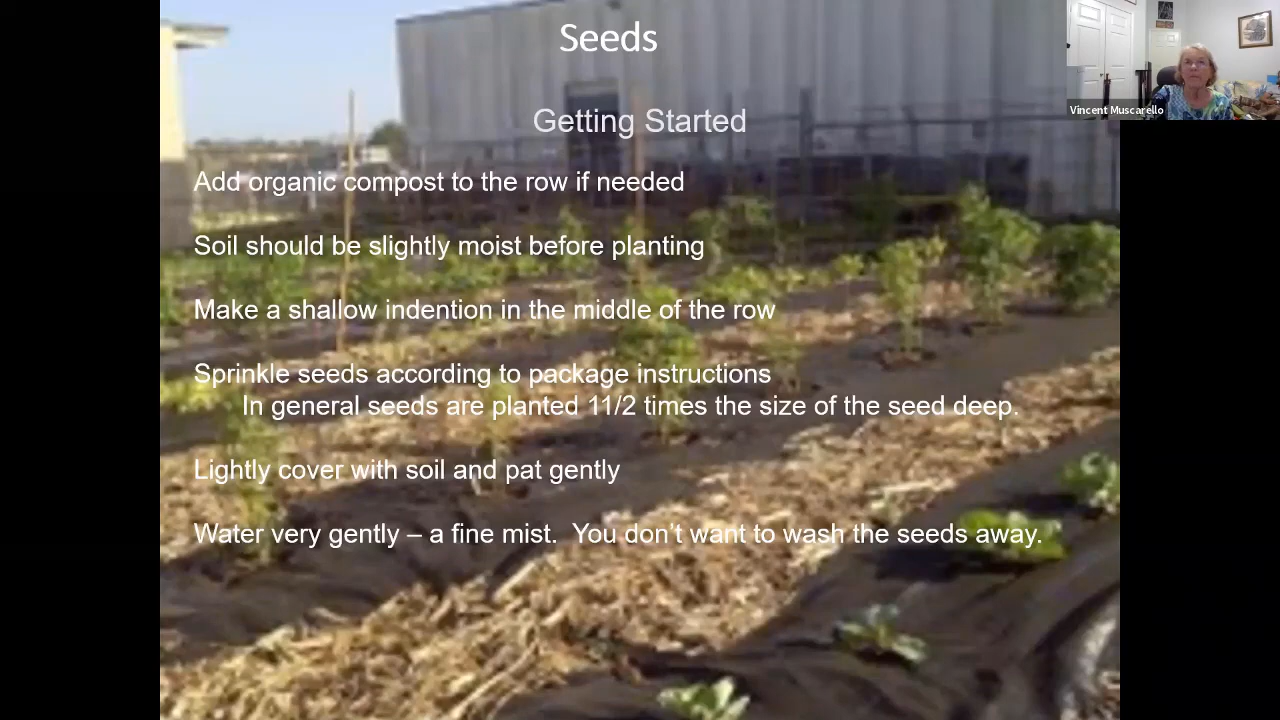 Seeds
Getting Started
Add organic compost to the row if needed
Soil should be slightly moist before planting
Make a shallow indention in the middle of the row
Sprinkle seeds according to package instructions
In general seeds are planted 11/2 times the size of the seed deep.
Lightly cover with soil and pat gently
Water very gently – a fine mist.  You don’t want to wash the seeds away.
Vincent Muscarello